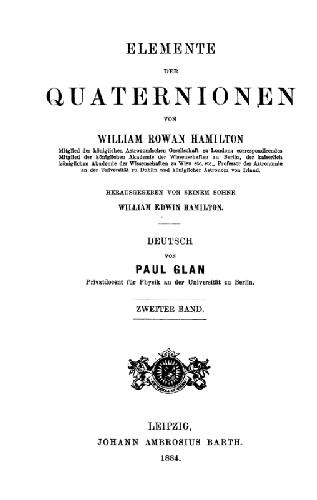 ELEMENTE
DER
QUATERNIONEN
VON
WILLIAM ROWAN HAMILTON
Mitglied der königlichen Astronomischen Gesellschaft zu London; correspondirendes
Mitglied der königlichen Akademie der Wissenschaften zu Berlin, der kaiserlich
königlichen Akademie der Wissenschaften zu Wien etc. etc., Professor der Astronomie
an der Universität zu Dublin und königlicher Astronom von Irland.
HERAUSGEGEBEN VON SEINEM SOHNE
WILLIAM EDWIN HAMILTON.
DEUTSCH
VON
PAUL GLAN
Privatdocent für Physik an der Universität zu Berlin.
ZWEITER BAND.
LEIPZIG,
JOHANN AMBROSIUS BARTH.
1884.